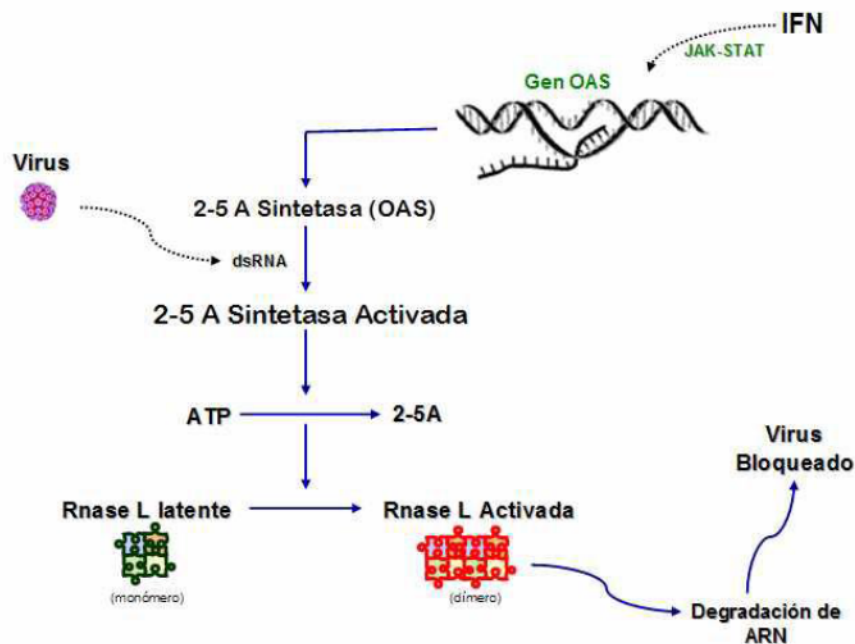 IFN
JAK-STAT
Gen OAS
Virus
2-5 A Sintetasa (OAS)
dsRNA
2-5 A Sintetasa Activada
ATP
2-5A
Virus
Bloqueado
Rnase L latente
Rnase L Activada
(monómero)
(dímero)
Degradación de
ARN